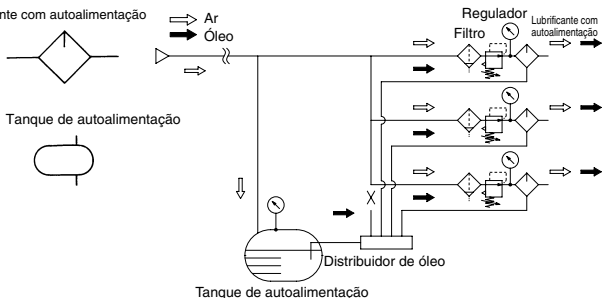 nte com autoalimentação
Ar
Óleo
Regulador
Filtro
Lubrificante com
autoalimentação
Tanque de autoalimentação
Distribuidor de óleo
Tanque de autoalimentação